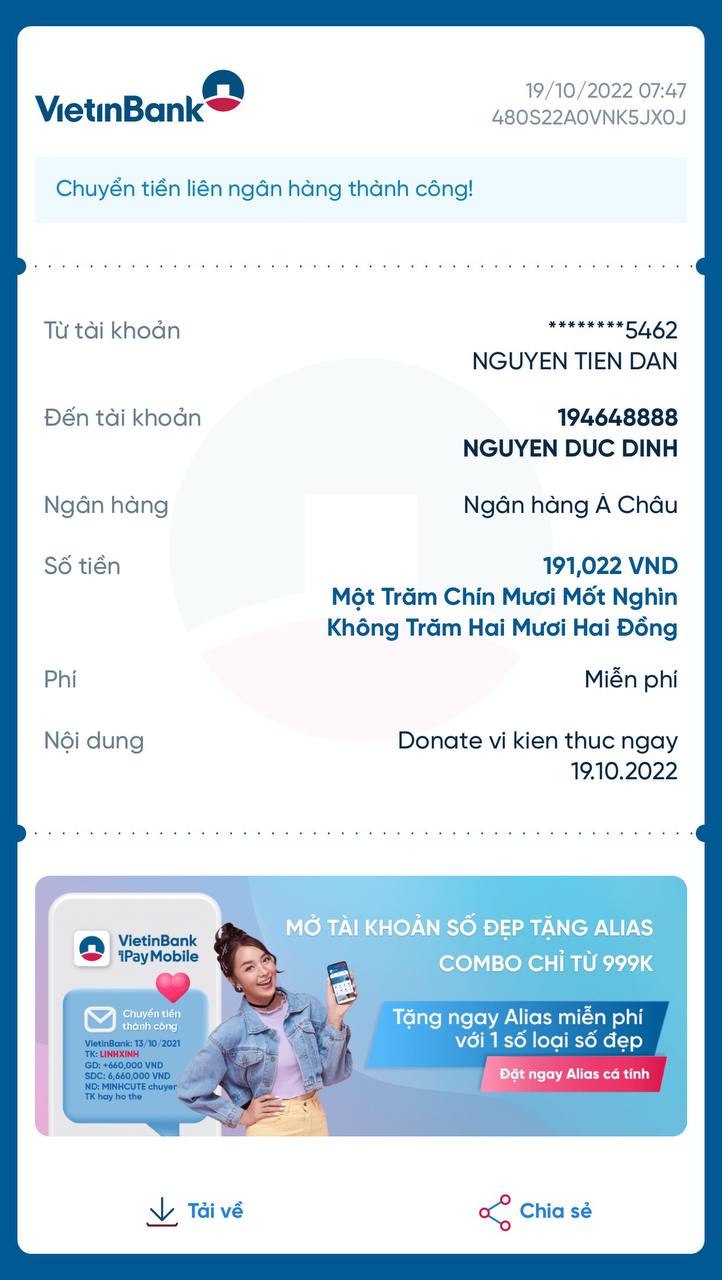 VietinBank
19/10/2022 07:47
480S22A0VNK5JX0J
Chuyển tiền liên ngân hàng thành công!
Từ tài khoản
********5462
NGUYEN TIEN DAN
Đến tài khoản
194648888
NGUYEN DUC DINH
Ngân hàng
Ngân hàng Á Châu
Số tiền
191,022 VND
Một Trăm Chín Mươi Mốt Nghìn
Không Trăm Hai Mươi Hai Đồng
Phí
Miễn phí
Nội dung
Donate vi kien thuc ngay
19.10.2022
MỞ TÀI KHOẢN SỐ ĐẸP TẶNG ALIAS
COMBO CHỈ TỪ 999K
Tặng ngay Alias miễn phí
với 1 số loại số đẹp
Đặt ngay Alias cá tính
VietinBank
iPay Mobile
Chuyển tiền
thành công
VietinBank: 13/10/2021
TK: LINHXINH
GD: +660,000 VND
SDC: 6,660,000 VND
ND: MINHCUTE chuyen
TK hay ho the
Tải về
Chia sẻ